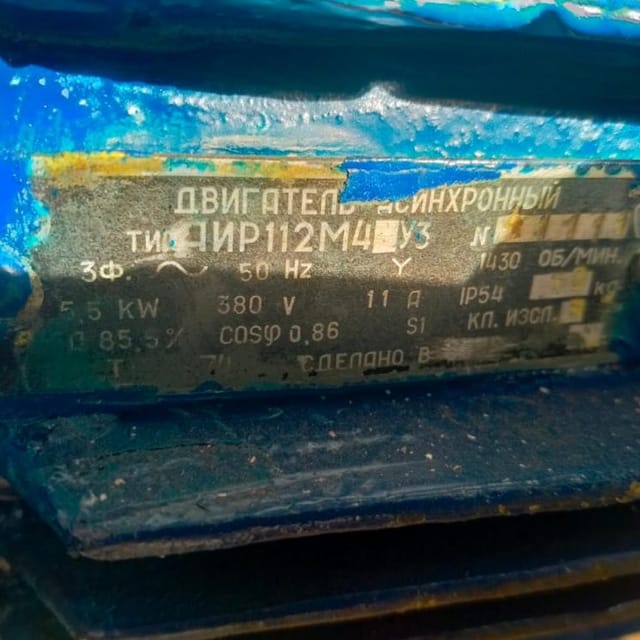 ДВИГАТЕЛЬ АСИНХРОННЫЙ
ТИП АИР112М4 У3 N
3Ф. ~ 50 Hz Y 1430 ОБ/МИН.
5,5 KW 380 V 11 A IP54 КГ
85,5% COSφ 0,86 S1 КЛ. ИЗОЛ.
СДЕЛАНО В